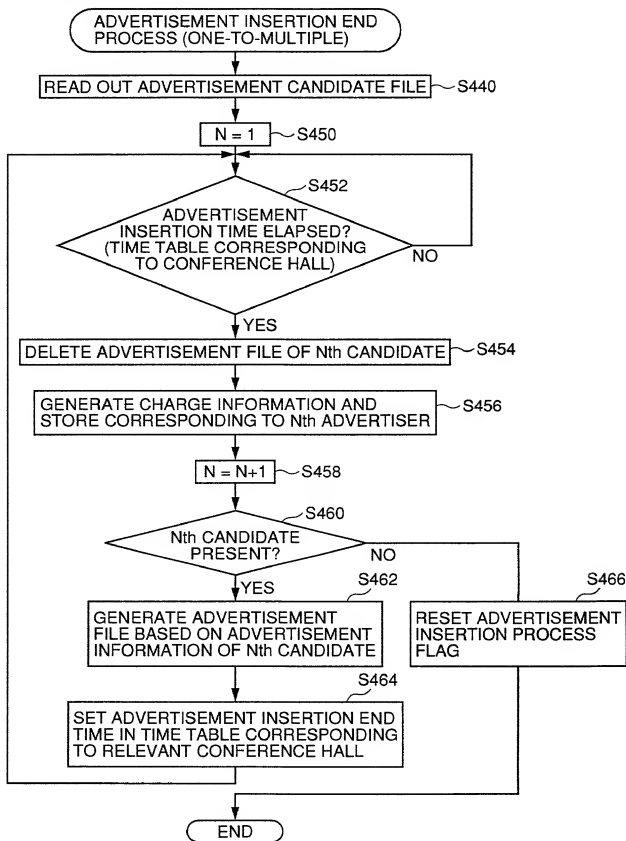 ADVERTISEMENT INSERTION END
PROCESS (ONE-TO-MULTIPLE)
READ OUT ADVERTISEMENT CANDIDATE FILE
S440
N = 1
S450
S452
ADVERTISEMENT
INSERTION TIME ELAPSED?
(TIME TABLE CORRESPONDING
TO CONFERENCE HALL)
NO
YES
DELETE ADVERTISEMENT FILE OF Nth CANDIDATE
S454
GENERATE CHARGE INFORMATION AND
STORE CORRESPONDING TO Nth ADVERTISER
S456
N = N+1
S458
S460
Nth CANDIDATE
PRESENT?
NO
YES
S462
GENERATE ADVERTISEMENT
FILE BASED ON ADVERTISEMENT
INFORMATION OF Nth CANDIDATE
S466
RESET ADVERTISEMENT
INSERTION PROCESS
FLAG
S464
SET ADVERTISEMENT INSERTION END
TIME IN TIME TABLE CORRESPONDING
TO RELEVANT CONFERENCE HALL
END